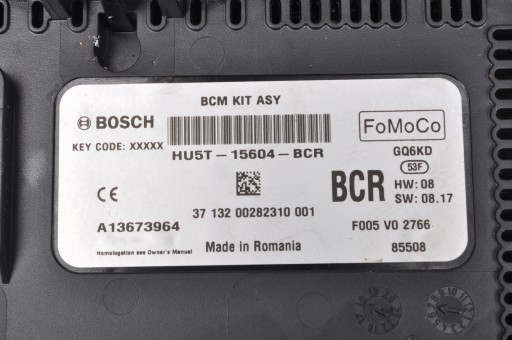 BCM KIT ASY
BOSCH
FoMoCo
KEY CODE: XXXXX
HU5T-15604-BCR
GQ6KD
53F
CE
BCR
HW: 08
SW: 08.17
A13673964
37 132 00282310 001
F005 V0 2766
Made in Romania
85508
Homologation see Owner's Manual